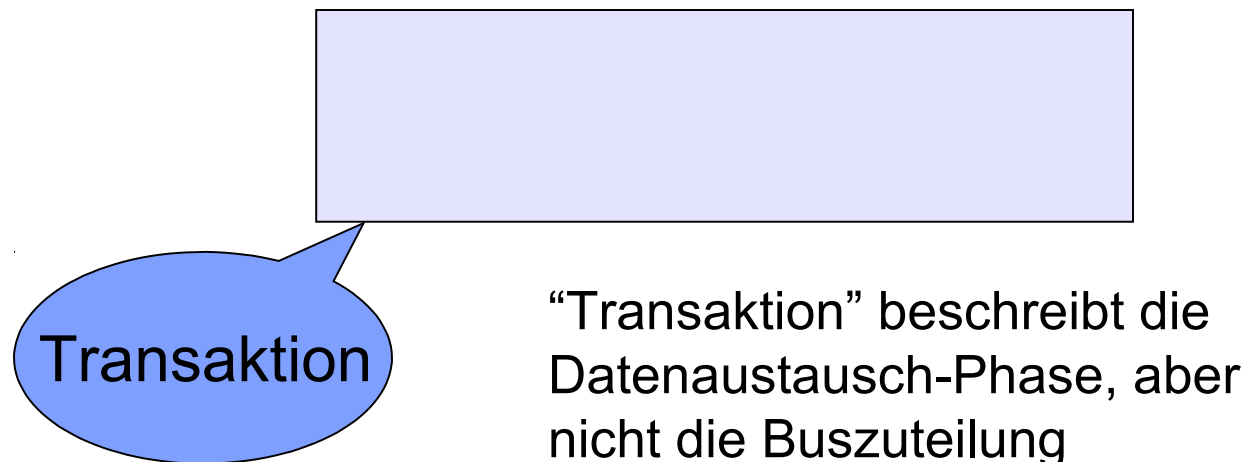 Transaktion
“Transaktion” beschreibt die
Datenaustausch-Phase, aber
nicht die Buszuteilung